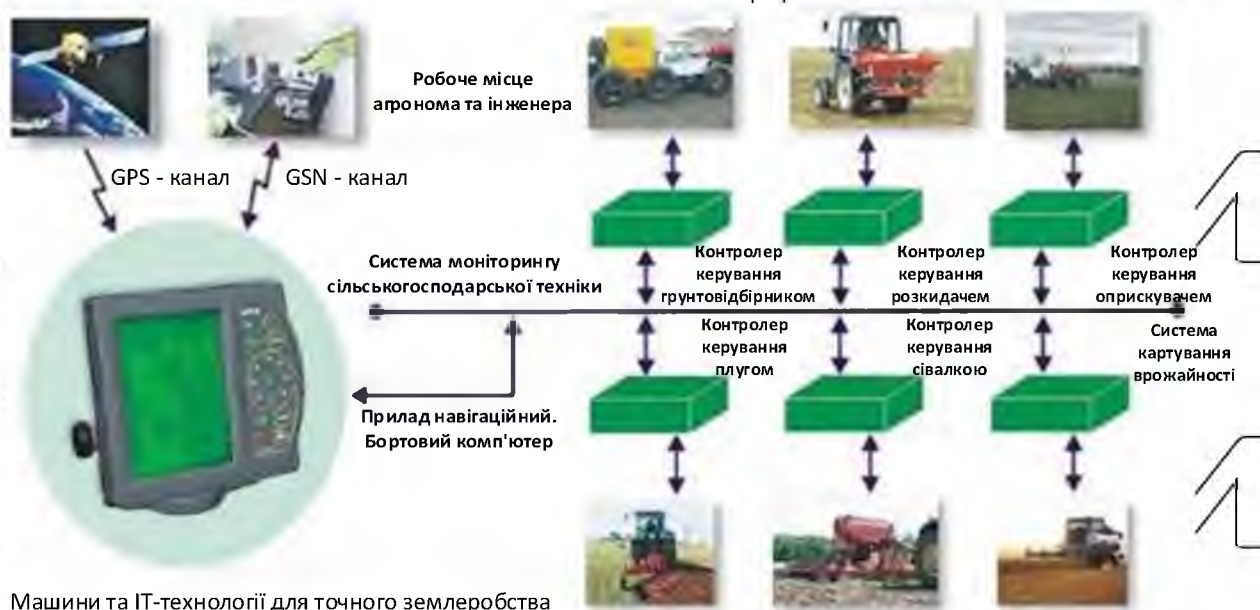 Робоче місце
агронома та інженера
GPS - канал
GSN - канал
Система моніторингу
сільськогосподарської техніки
Контролер
керування
грунтовідбірником
Контролер
керування
розкидачем
Контролер
керування
оприскувачем
Контролер
керування
плугом
Контролер
керування
сівалкою
Система
картування
врожайності
Прилад навігаційний.
Бортовий комп'ютер
Машини та ІТ-технології для точного землеробства